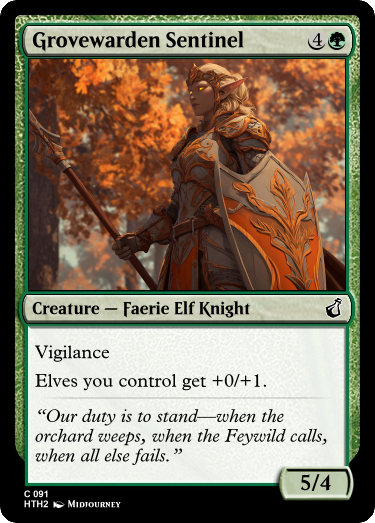 Grovewarden Sentinel 4
Creature — Faerie Elf Knight
Vigilance
Elves you control get +0/+1.
“Our duty is to stand—when the
orchard weeps, when the Feywild calls,
when all else fails.”
5/4
C 091
HTH2 Midjourney